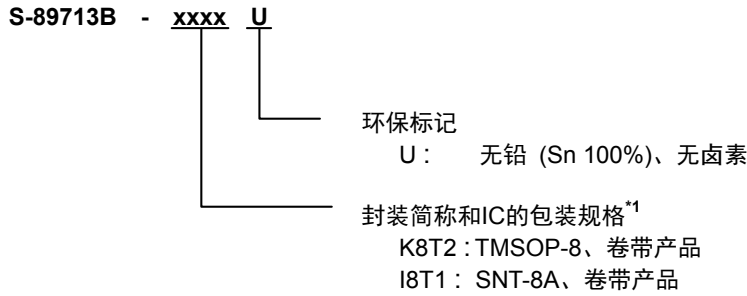 S-89713B - xxxx U
环保标记
U : 无铅 (Sn 100%)、无卤素
封装简称和IC的包装规格*1
K8T2 : TMSOP-8、卷带产品
I8T1 : SNT-8A、卷带产品